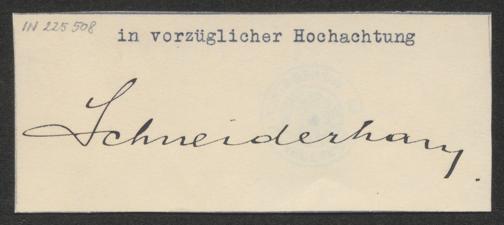 IN 225 508
in vorzüglicher Hochachtung
Schneiderhan